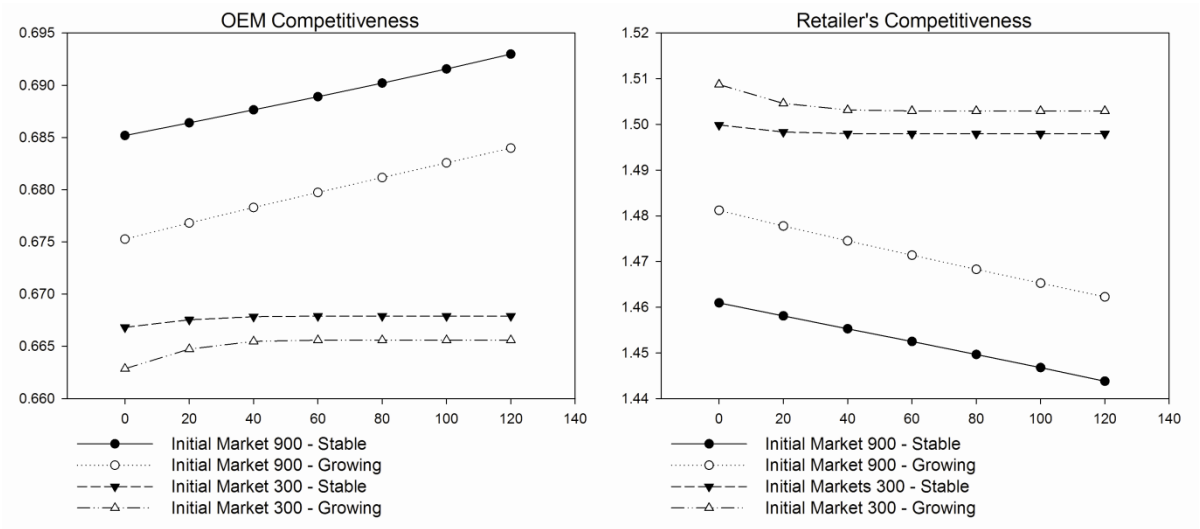 OEM Competitiveness
0.695
0.690
0.685
0.680
0.675
0.670
0.665
0.660
0 20 40 60 80 100 120 140
Initial Market 900 - Stable
Initial Market 900 - Growing
Initial Market 300 - Stable
Initial Market 300 - Growing
Retailer's Competitiveness
1.52
1.51
1.50
1.49
1.48
1.47
1.46
1.45
1.44
0 20 40 60 80 100 120 140
Initial Market 900 - Stable
Initial Market 900 - Growing
Initial Markets 300 - Stable
Initial Market 300 - Growing